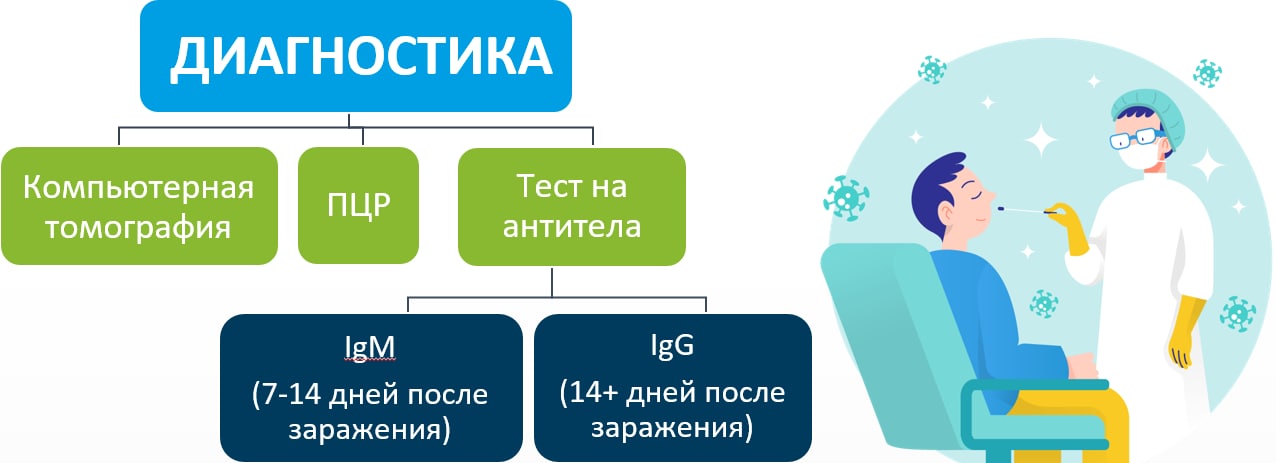 ДИАГНОСТИКА
Компьютерная
томография
ПЦР
Тест на
антитела
IgM
(7-14 дней после
заражения)
IgG
(14+ дней после
заражения)